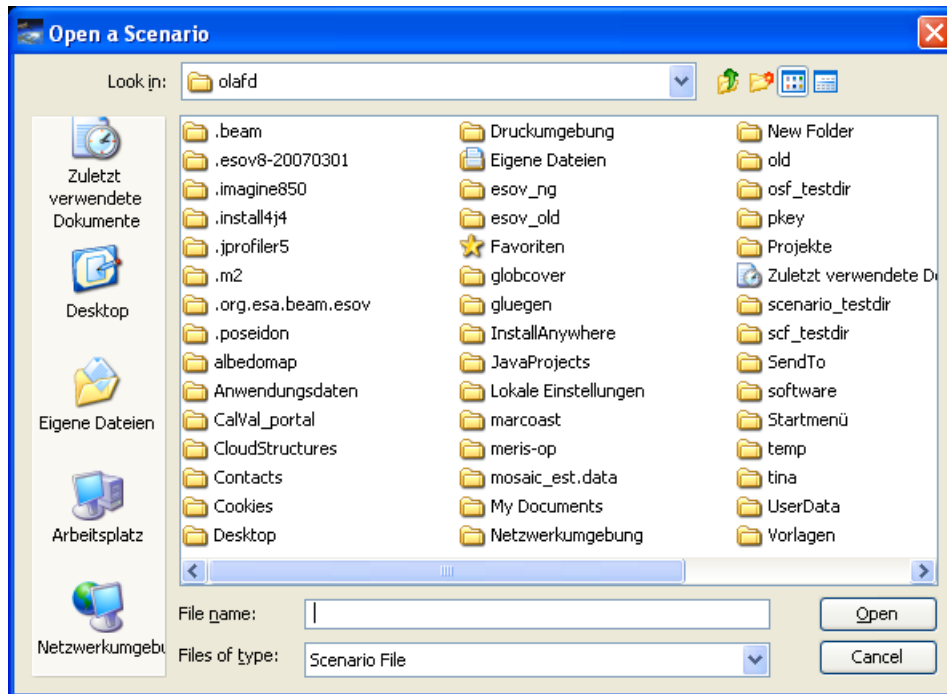 Open a Scenario
Look in:
olafd
Zuletzt
verwendete
Dokumente
Desktop
Eigene Dateien
Arbeitsplatz
Netzwerkumgebu
.beam
.esov8-20070301
.imagine850
.install4j4
.jprofiler5
.m2
.org.esa.beam.esov
.poseidon
albedomap
Anwendungsdaten
CalVal_portal
CloudStructures
Contacts
Cookies
Desktop
Druckumgebung
Eigene Dateien
esov_ng
esov_old
Favoriten
globcover
gluegen
InstallAnywhere
JavaProjects
Lokale Einstellungen
marcoast
meris-op
mosaic_est.data
My Documents
Netzwerkumgebung
New Folder
old
osf_testdir
pkey
Projekte
Zuletzt verwendete D
scenario_testdir
scf_testdir
SendTo
software
Startmenü
temp
tina
UserData
Vorlagen
File name:
Open
Files of type:
Scenario File
Cancel